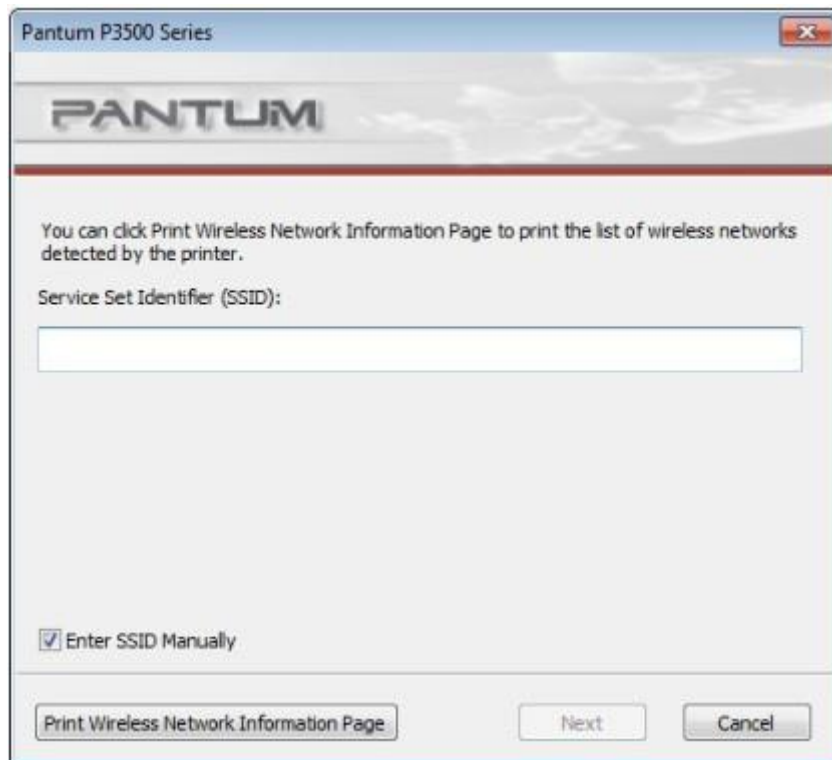 Pantum P3500 Series
PANTUM
You can click Print Wireless Network Information Page to print the list of wireless networks
detected by the printer.
Service Set Identifier (SSID):
Enter SSID Manually
Print Wireless Network Information Page
Next
Cancel